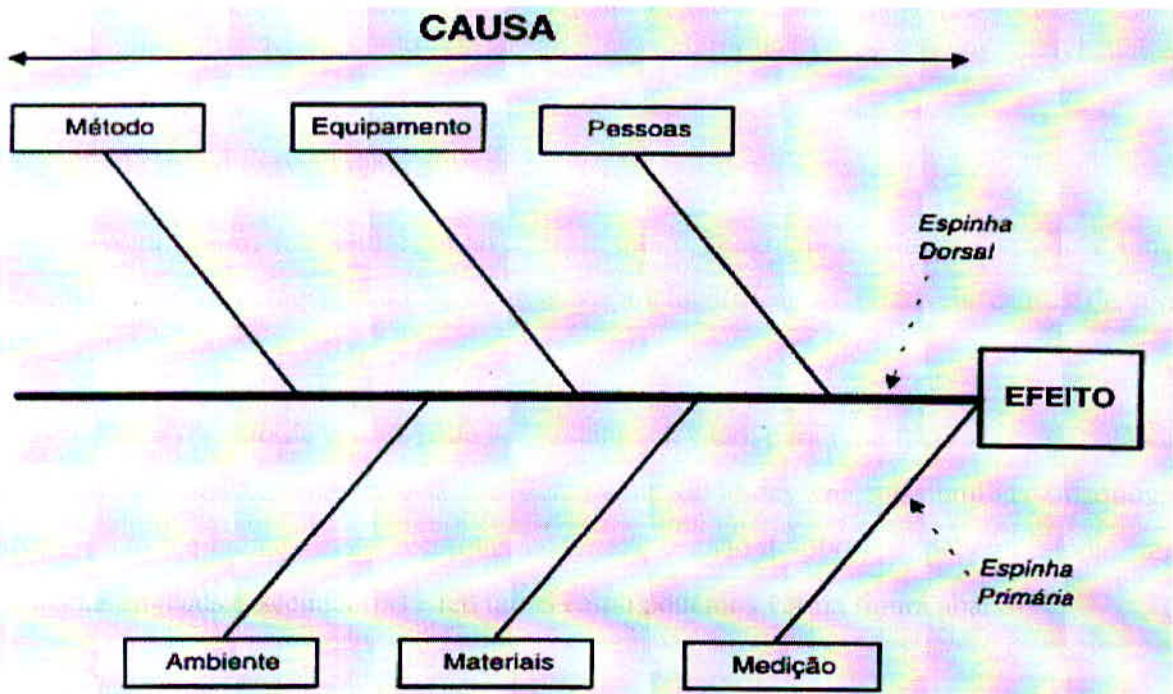 CAUSA
Método
Equipamento
Pessoas
Espinha
Dorsal
EFEITO
Espinha
Primária
Ambiente
Materiais
Medição